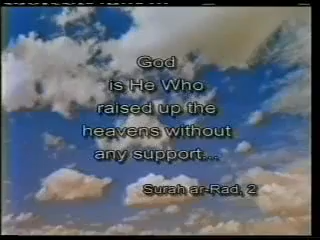 God
is He Who
raised up the
heavens without
any support...
Surah ar-Rad, 2